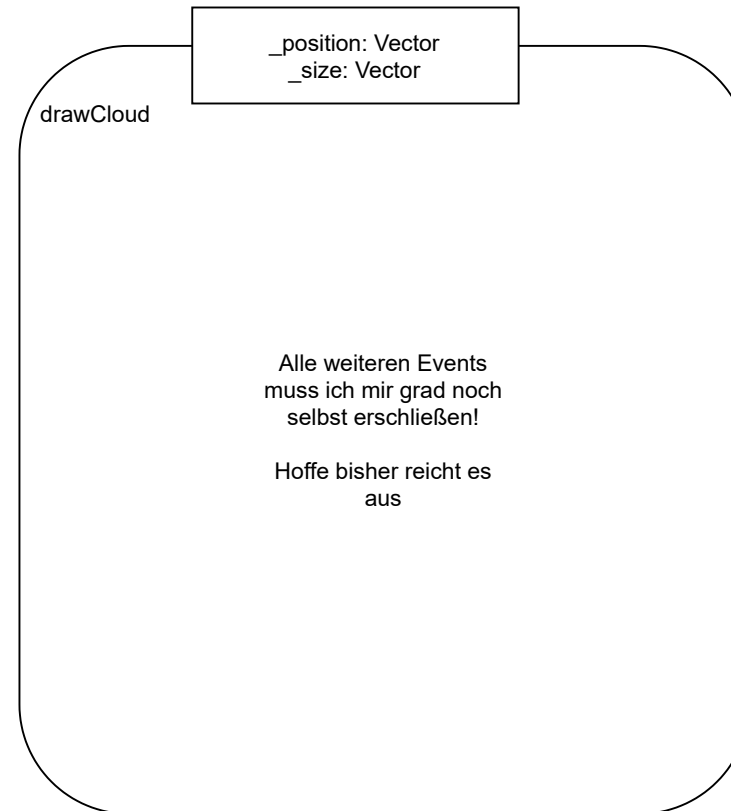 _position: Vector
_size: Vector
drawCloud
Alle weiteren Events
muss ich mir grad noch
selbst erschließen!
Hoffe bisher reicht es
aus